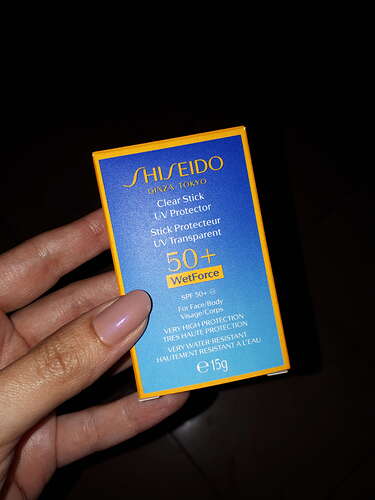 SHISEIDO
GINZA TOKYO
Clear Stick
UV Protector
Stick Protecteur
UV Transparent
50+
WetForce
SPF 50+
For Face/Body
Visage/Corps
VERY HIGH PROTECTION
TRÈS HAUTE PROTECTION
VERY WATER-RESISTANT
HAUTEMENT RÉSISTANT À L'EAU
℮ 15g